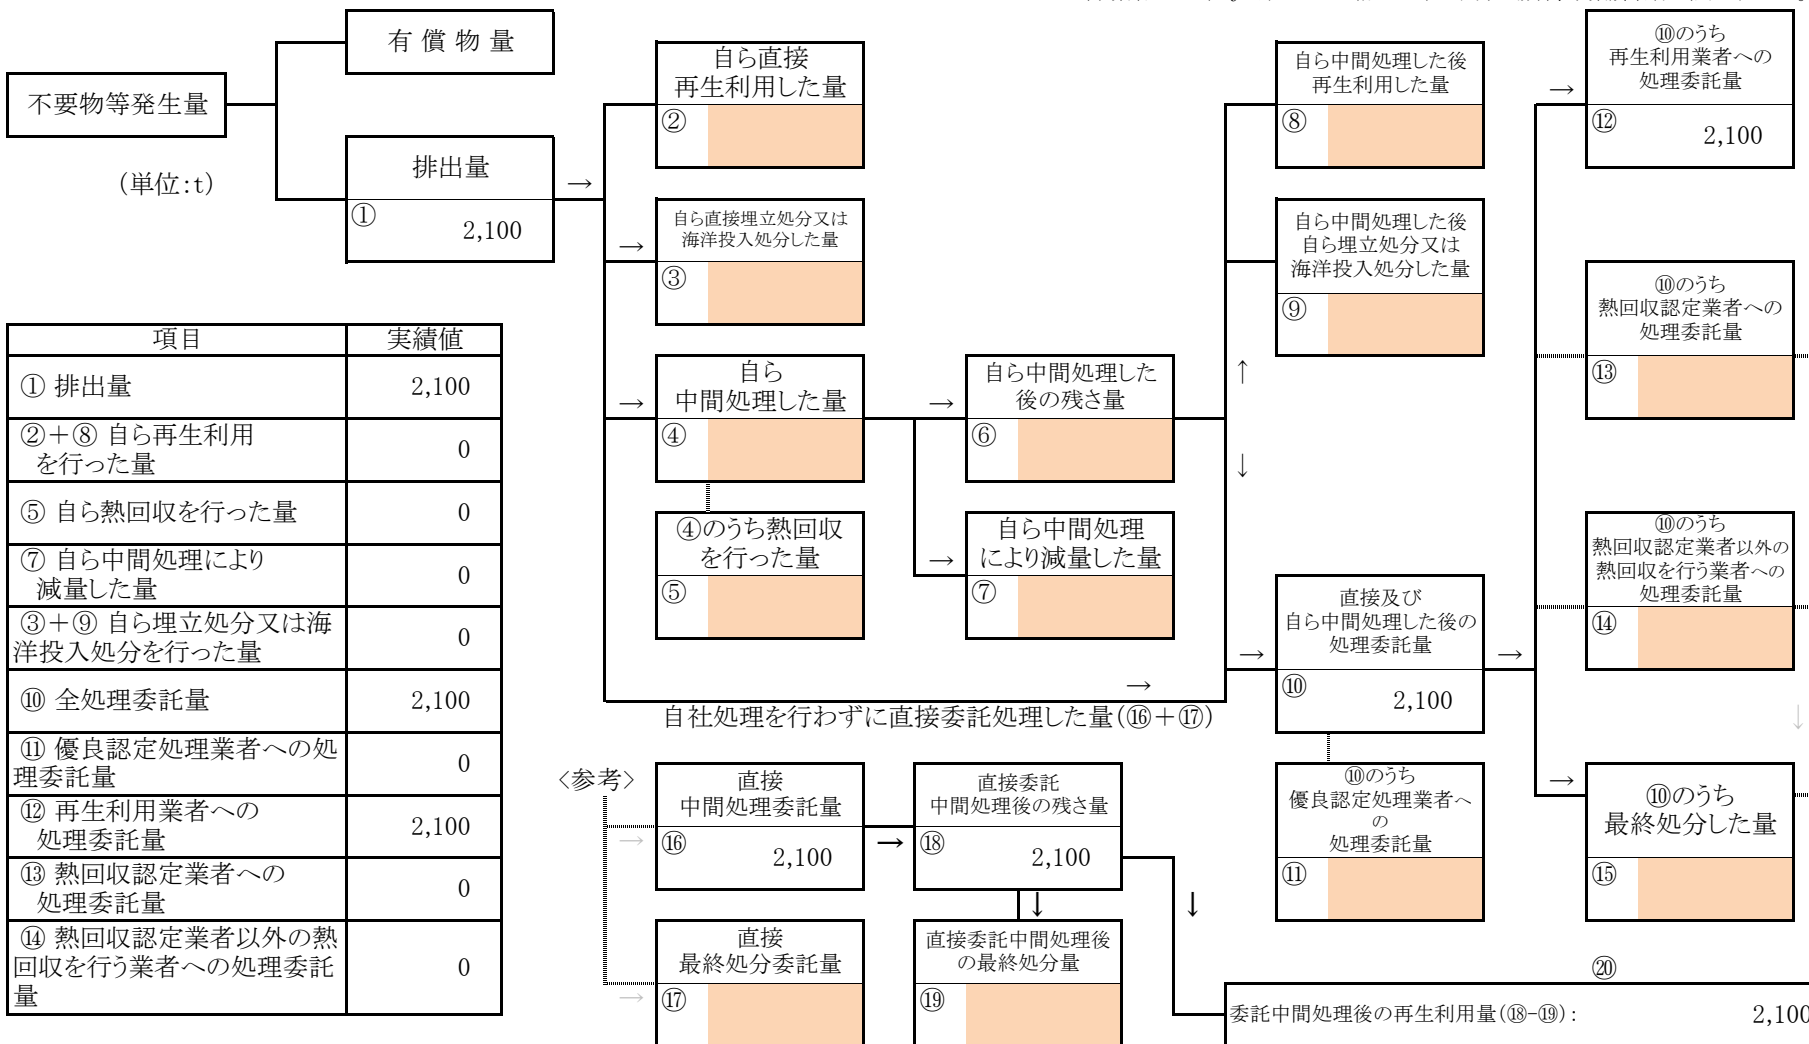 有 償 物 量
不要物等発生量
(単位:t)
排出量
→
①
2,100
自ら直接
再生利用した量
②
→
自ら直接埋立処分又は
海洋投入処分した量
③
→
自ら
中間処理した量
④
④のうち熱回収
を行った量
⑤
→
自ら中間処理した
後の残さ量
⑥
→
自ら中間処理
により減量した量
⑦
自ら中間処理した後
再生利用した量
⑧
自ら中間処理した後
自ら埋立処分又は
海洋投入処分した量
⑨
↑
↓
→
直接及び
自ら中間処理した後の
処理委託量
⑩
2,100
→
→
⑩のうち
再生利用業者への
処理委託量
⑫
2,100
⑩のうち
熱回収認定業者への
処理委託量
⑬
⑩のうち
熱回収認定業者以外の
熱回収を行う業者への
処理委託量
⑭
↓
→
⑩のうち
最終処分した量
⑮
⑩のうち
優良認定処理業者へ
の
処理委託量
⑪
→
自社処理を行わずに直接委託処理した量(⑯+⑰)
<参考>
→
直接
中間処理委託量
⑯
2,100
→
直接委託
中間処理後の残さ量
⑱
2,100
↓
↓
→
直接
最終処分委託量
⑰
直接委託中間処理後
の最終処分量
⑲
⑳
委託中間処理後の再生利用量(⑱-⑲):
2,100
項目 実績値
① 排出量 2,100
②+⑧ 自ら再生利用
を行った量 0
⑤ 自ら熱回収を行った量 0
⑦ 自ら中間処理により
減量した量 0
③+⑨ 自ら埋立処分又は海
洋投入処分を行った量 0
⑩ 全処理委託量 2,100
⑪ 優良認定処理業者への処
理委託量 0
⑫ 再生利用業者への
処理委託量 2,100
⑬ 熱回収認定業者への
処理委託量 0
⑭ 熱回収認定業者以外の熱
回収を行う業者への処理委託
量 0